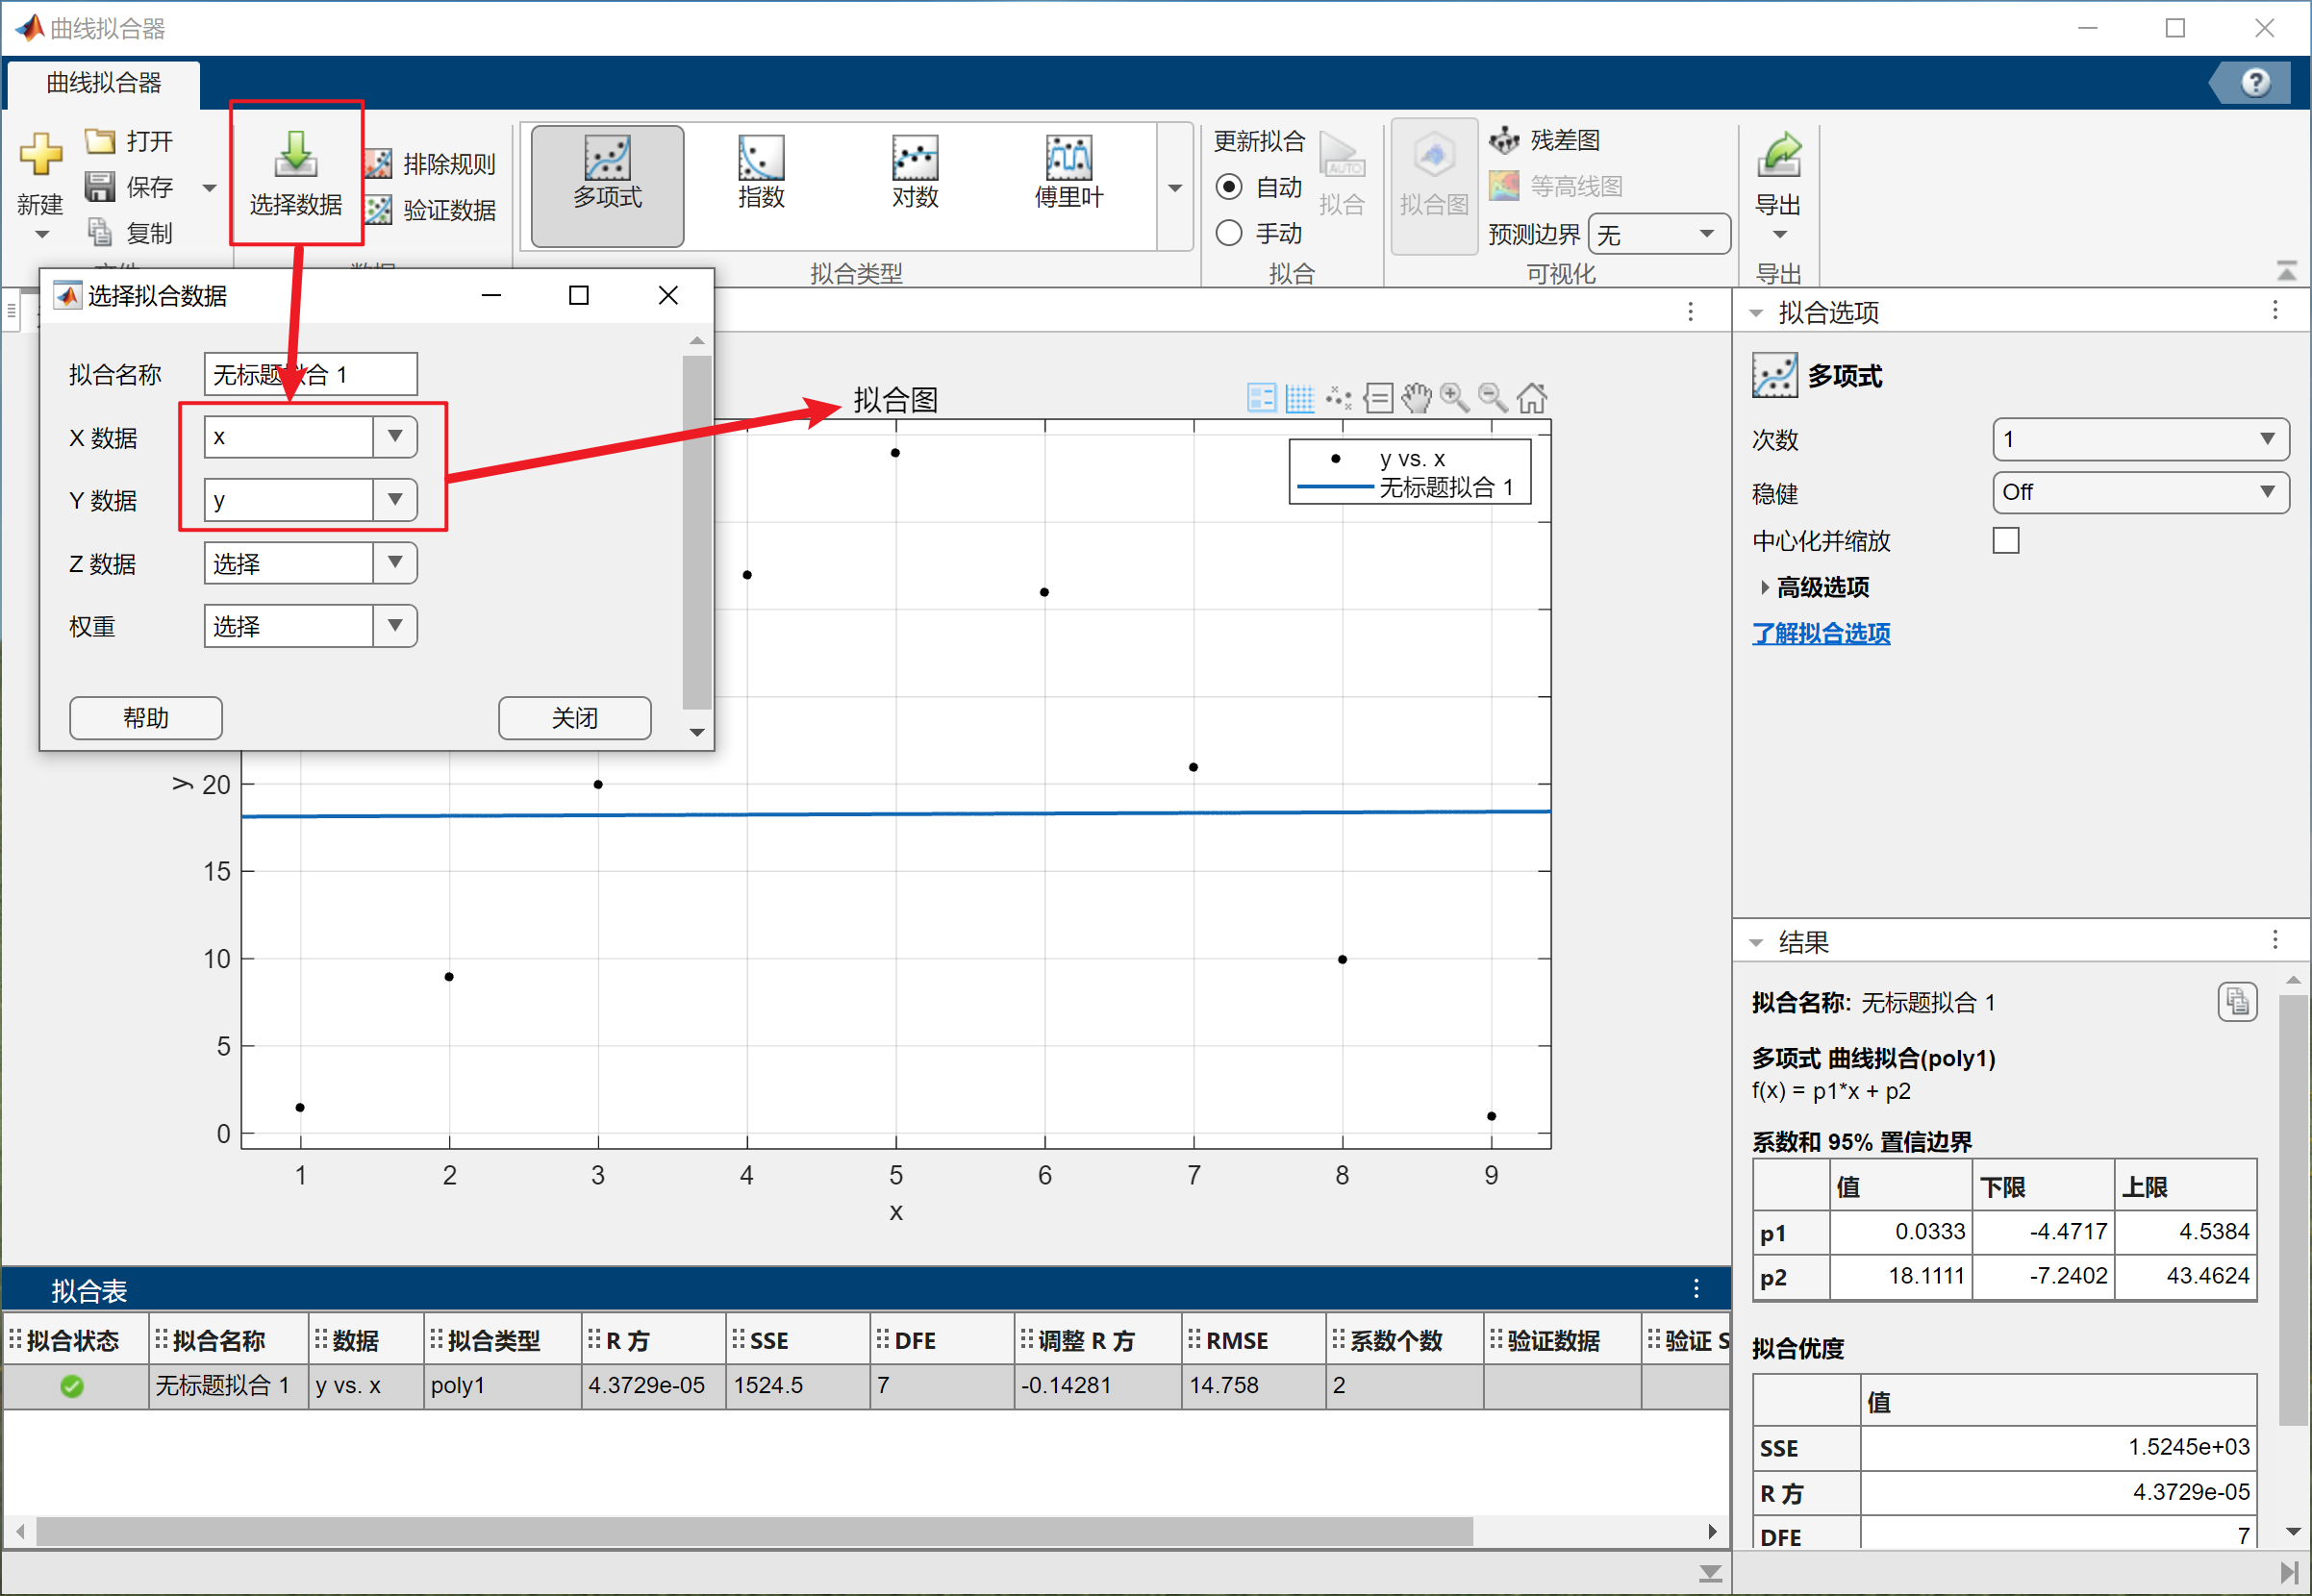 曲线拟合器
曲线拟合器
新建
打开
保存
复制
选择数据
排除规则
验证数据
多项式
指数
对数
傅里叶
拟合类型
更新拟合
自动
手动
AUTO
拟合
拟合
拟合图
残差图
等高线图
预测边界 无
可视化
导出
导出
选择拟合数据
拟合名称 无标题拟合 1
X 数据 x
Y 数据 y
Z 数据 选择
权重 选择
帮助
关闭
拟合图
y vs. x
无标题拟合 1
y
20
15
10
5
0
1 2 3 4 5 6 7 8 9
x
拟合选项
多项式
次数 1
稳健 Off
中心化并缩放
高级选项
了解拟合选项
结果
拟合名称: 无标题拟合 1
多项式 曲线拟合(poly1)
f(x) = p1*x + p2
系数和 95% 置信边界
值 下限 上限
p1 0.0333 -4.4717 4.5384
p2 18.1111 -7.2402 43.4624
拟合优度
值
SSE 1.5245e+03
R 方 4.3729e-05
DFE 7
拟合表
拟合状态 拟合名称 数据 拟合类型 R 方 SSE DFE 调整 R 方 RMSE 系数个数 验证数据 验证 S
无标题拟合 1 y vs. x poly1 4.3729e-05 1524.5 7 -0.14281 14.758 2